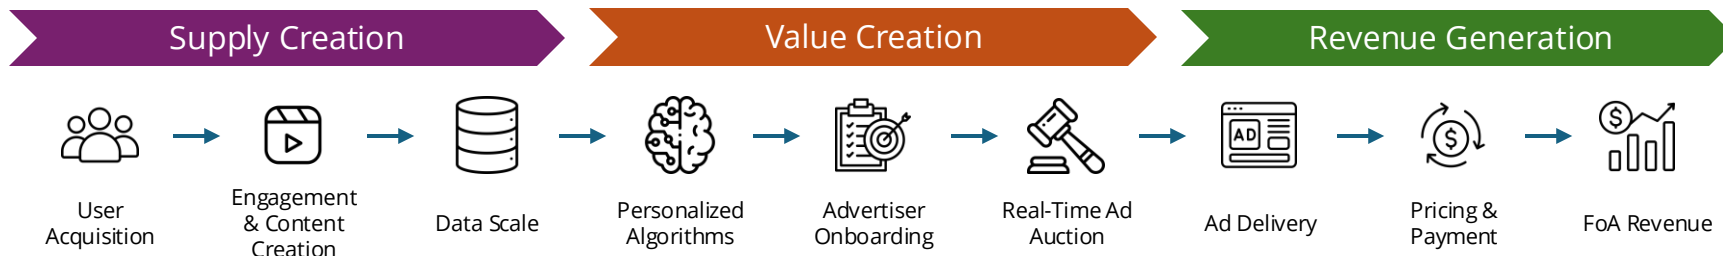 Supply Creation
Value Creation
Revenue Generation
AD
$
$
User
Acquisition
Engagement
& Content
Creation
Data Scale
Personalized
Algorithms
Advertiser
Onboarding
Real-Time Ad
Auction
Ad Delivery
Pricing &
Payment
FoA Revenue